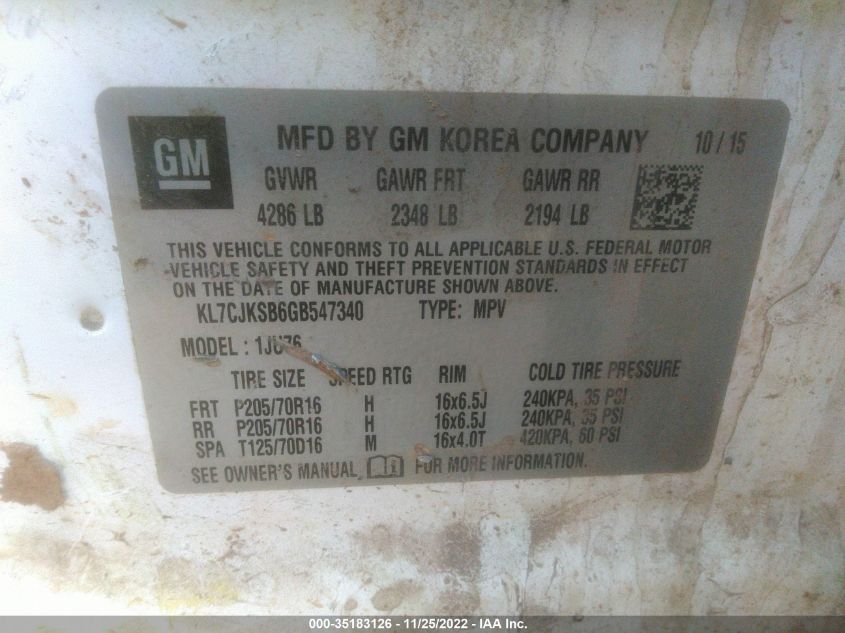 GM
MFD BY GM KOREA COMPANY 10/15
GVWR GAWR FRT GAWR RR
4286 LB 2348 LB 2194 LB
THIS VEHICLE CONFORMS TO ALL APPLICABLE U.S. FEDERAL MOTOR
VEHICLE SAFETY AND THEFT PREVENTION STANDARDS IN EFFECT
ON THE DATE OF MANUFACTURE SHOWN ABOVE.
KL7CJKSB6GB547340 TYPE: MPV
MODEL : 1JU76
TIRE SIZE SPEED RTG RIM COLD TIRE PRESSURE
FRT P205/70R16 H 16x6.5J 240KPA, 35 PSI
RR P205/70R16 H 16x6.5J 240KPA, 35 PSI
SPA T125/70D16 M 16x4.0T 420KPA, 60 PSI
SEE OWNER'S MANUAL FOR MORE INFORMATION.
000-35183126 - 11/25/2022 - IAA Inc.